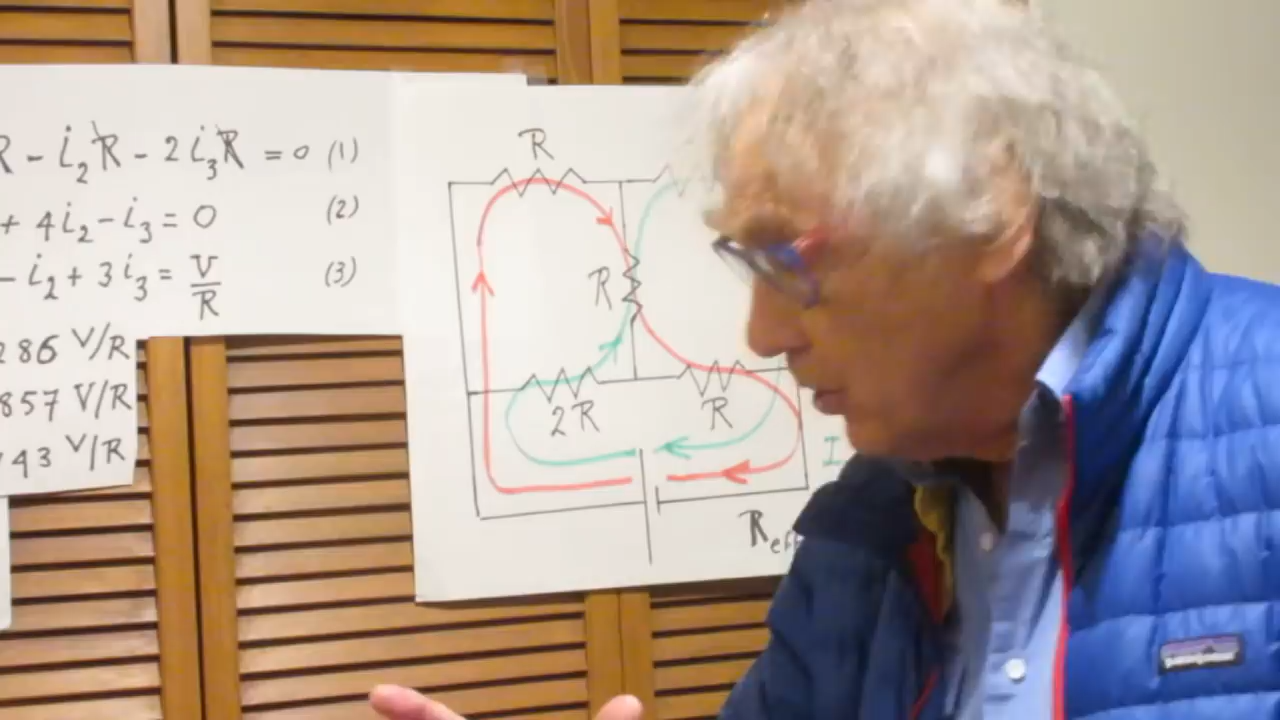 R - i₂R - 2i₃R = 0 (1)
+ 4i₂ - i₃ = 0 (2)
- i₂ + 3i₃ = V/R (3)
286 V/R
857 V/R
43 V/R
R
R
2R
R
I
Reff
patagonia